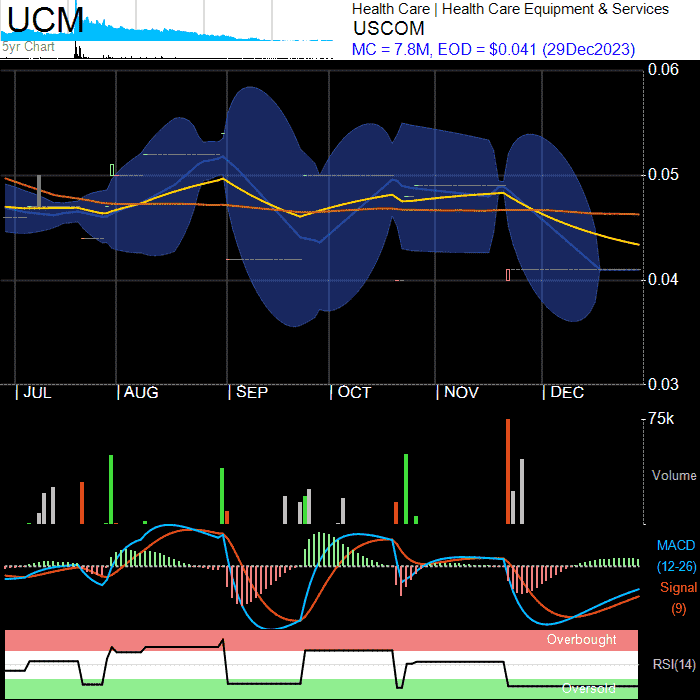 UCM
5yr Chart
Health Care | Health Care Equipment & Services
USCOM
MC = 7.8M, EOD = $0.041 (29Dec2023)
0.06
0.05
0.04
0.03
| JUL | AUG | SEP | OCT | NOV | DEC
75k
Volume
MACD
(12-26)
Signal
(9)
Overbought
RSI(14)
Oversold